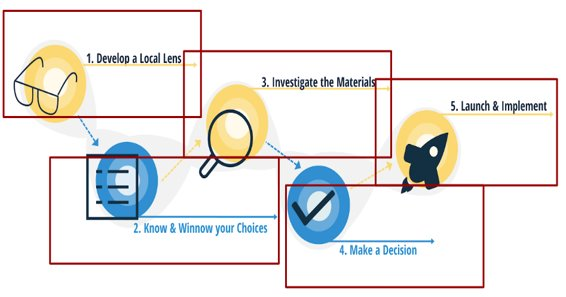 1. Develop a Local Lens
3. Investigate the Materials
5. Launch & Implement
2. Know & Winnow your Choices
4. Make a Decision